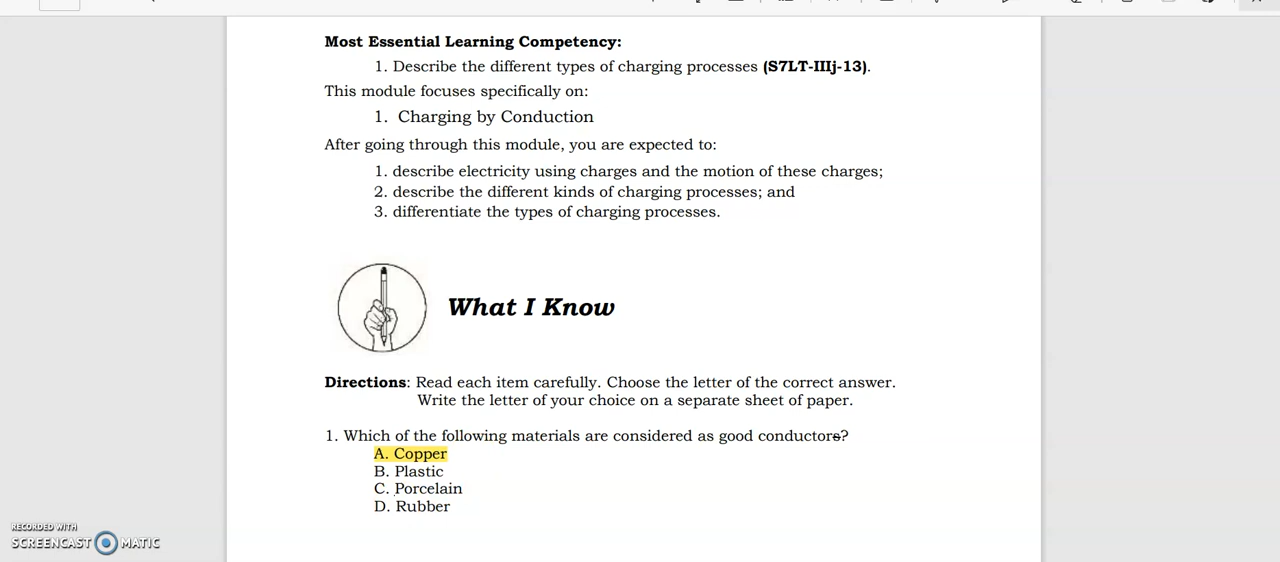 Most Essential Learning Competency:
1. Describe the different types of charging processes (S7LT-IIIj-13).
This module focuses specifically on:
1. Charging by Conduction
After going through this module, you are expected to:
1. describe electricity using charges and the motion of these charges;
2. describe the different kinds of charging processes; and
3. differentiate the types of charging processes.
What I Know
Directions: Read each item carefully. Choose the letter of the correct answer.
Write the letter of your choice on a separate sheet of paper.
1. Which of the following materials are considered as good conductors?
A. Copper
B. Plastic
C. Porcelain
D. Rubber
RECORDED WITH
SCREENCAST MATIC